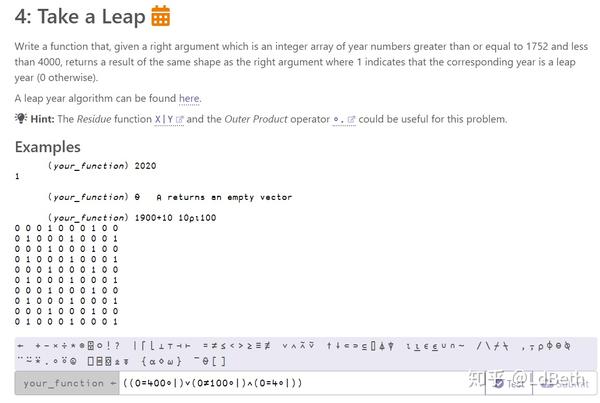 4: Take a Leap
Write a function that, given a right argument which is an integer array of year numbers greater than or equal to 1752 and less
than 4000, returns a result of the same shape as the right argument where 1 indicates that the corresponding year is a leap
year (0 otherwise).
A leap year algorithm can be found here.
Hint: The Residue function X|Y and the Outer Product operator ∘. could be useful for this problem.
Examples
(your_function) 2020
1
(your_function) ⍬ ⍝ returns an empty vector
(your_function) 1900+10 10⍴⍳100
0 0 0 1 0 0 0 1 0 0
0 1 0 0 0 1 0 0 0 1
0 0 0 1 0 0 0 1 0 0
0 1 0 0 0 1 0 0 0 1
0 0 0 1 0 0 0 1 0 0
0 1 0 0 0 1 0 0 0 1
0 0 0 1 0 0 0 1 0 0
0 1 0 0 0 1 0 0 0 1
0 0 0 1 0 0 0 1 0 0
0 1 0 0 0 1 0 0 0 1
← + - × ÷ * ⍟ ⌹ ○ ! ? | ⌈ ⌊ ⊥ ⊤ ⊣ ⊢ = ≠ ≤ < > ≥ ≡ ≢ ∨ ∧ ⍲ ⍱ ↑ ↓ ⊂ ⊃ ⊆ ⌷ ⍋ ⍒ ⍳ ⍸ ∊ ⍷ ∪ ∩ ~ / \ ⌿ ⍀ , ⍪ ⍴ ⌽ ⊖ ⍉
¨ ⍨ ⍣ . ∘ ⍤ ⍥ ⎕ ⍠ ⌸ ⌺ ⍎ ⍕ { ⍺ ⋄ ⍵ } ¯ ⍬ [ ]
your_function ← ((0=400∘|)∨(0≠100∘|)∧(0=4∘|)) Test Submit
知乎 @LdBeth